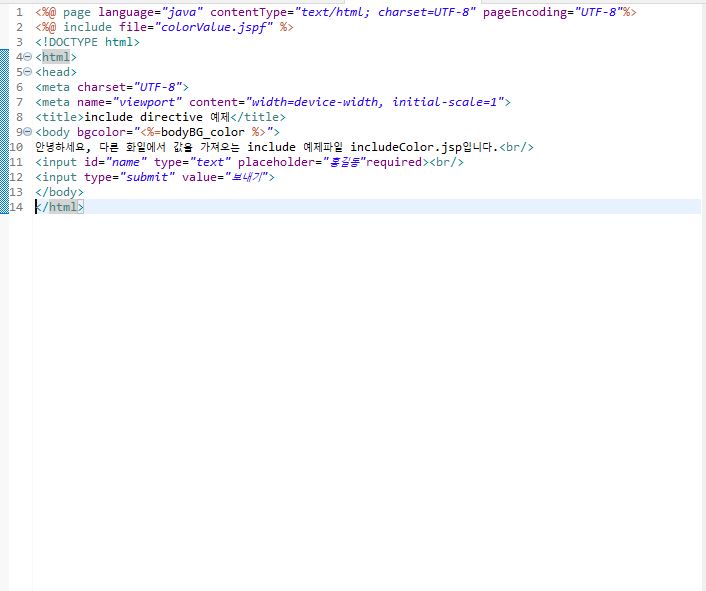 1 <%@ page language="java" contentType="text/html; charset=UTF-8" pageEncoding="UTF-8"%>
2 <%@ include file="colorValue.jspf" %>
3 <!DOCTYPE html>
4 <html>
5 <head>
6 <meta charset="UTF-8">
7 <meta name="viewport" content="width=device-width, initial-scale=1">
8 <title>include directive 예제</title>
9 <body bgcolor="<%=bodyBG_color %>">
10 안녕하세요, 다른 화일에서 값을 가져오는 include 예제파일 includeColor.jsp입니다.<br/>
11 <input id="name" type="text" placeholder="홍길동"required><br/>
12 <input type="submit" value="보내기">
13 </body>
14 </html>